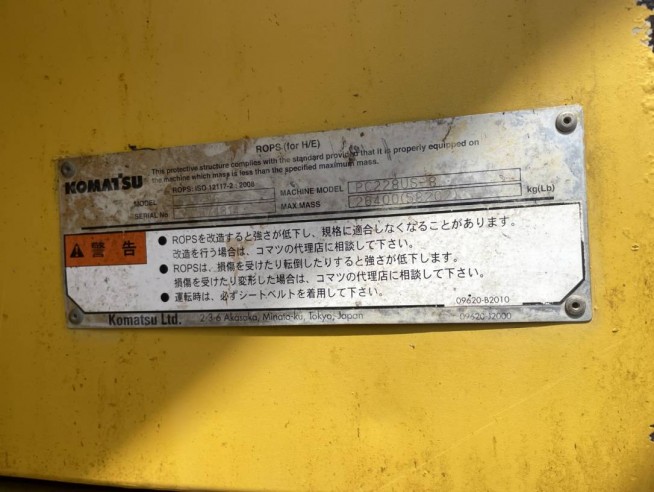 ROPS (for H/E)
This protective structure complies with the standard provided that it is properly equipped on
the machine which mass is less than the specified maximum mass.
KOMATSU
ROPS: ISO 12117-2 : 2008
MODEL
MACHINE MODEL PC228US-8
SERIAL No
MAX.MASS kg(Lb)
警告
● ROPSを改造すると強さが低下し、規格に適合しなくなることがあります。
改造を行う場合は、コマツの代理店に相談して下さい。
● ROPSは、損傷を受けたり転倒したりすると強さが低下します。
損傷を受けたり変形した場合は、コマツの代理店に相談して下さい。
● 運転時は、必ずシートベルトを着用して下さい。
09620-B2010
Komatsu Ltd. 2-3-6 Akasaka, Minato-ku, Tokyo, Japan
09620-J2000